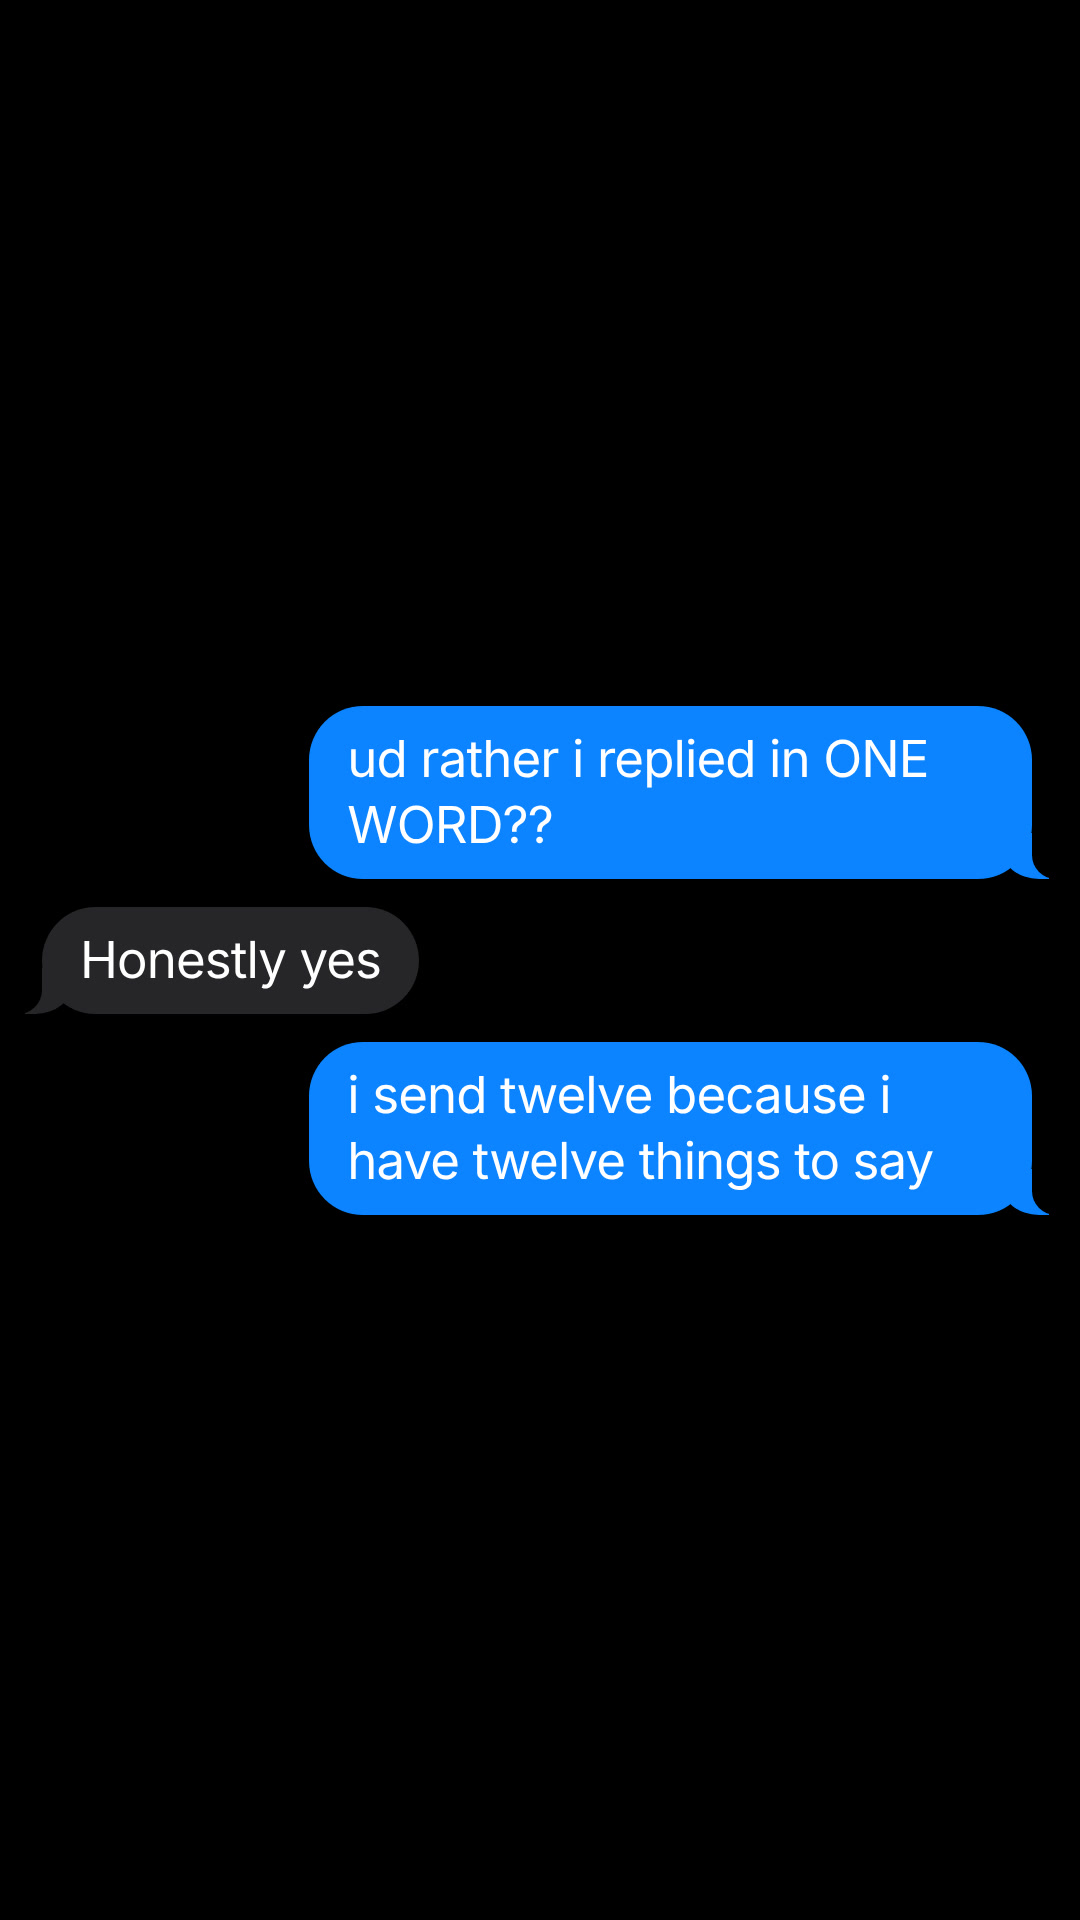 ud rather i replied in ONE
WORD??
Honestly yes
i send twelve because i
have twelve things to say